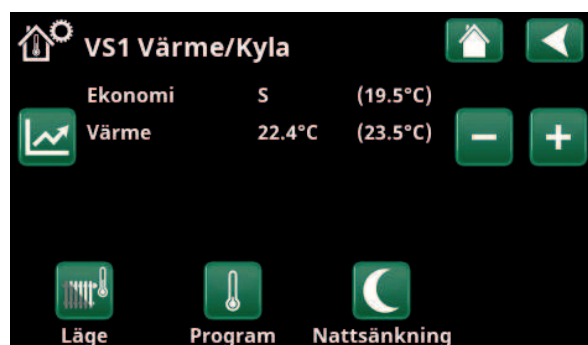 VS1 Värme/Kyla
Ekonomi S (19.5°C)
Värme 22.4°C (23.5°C)
Läge Program Nattsänkning